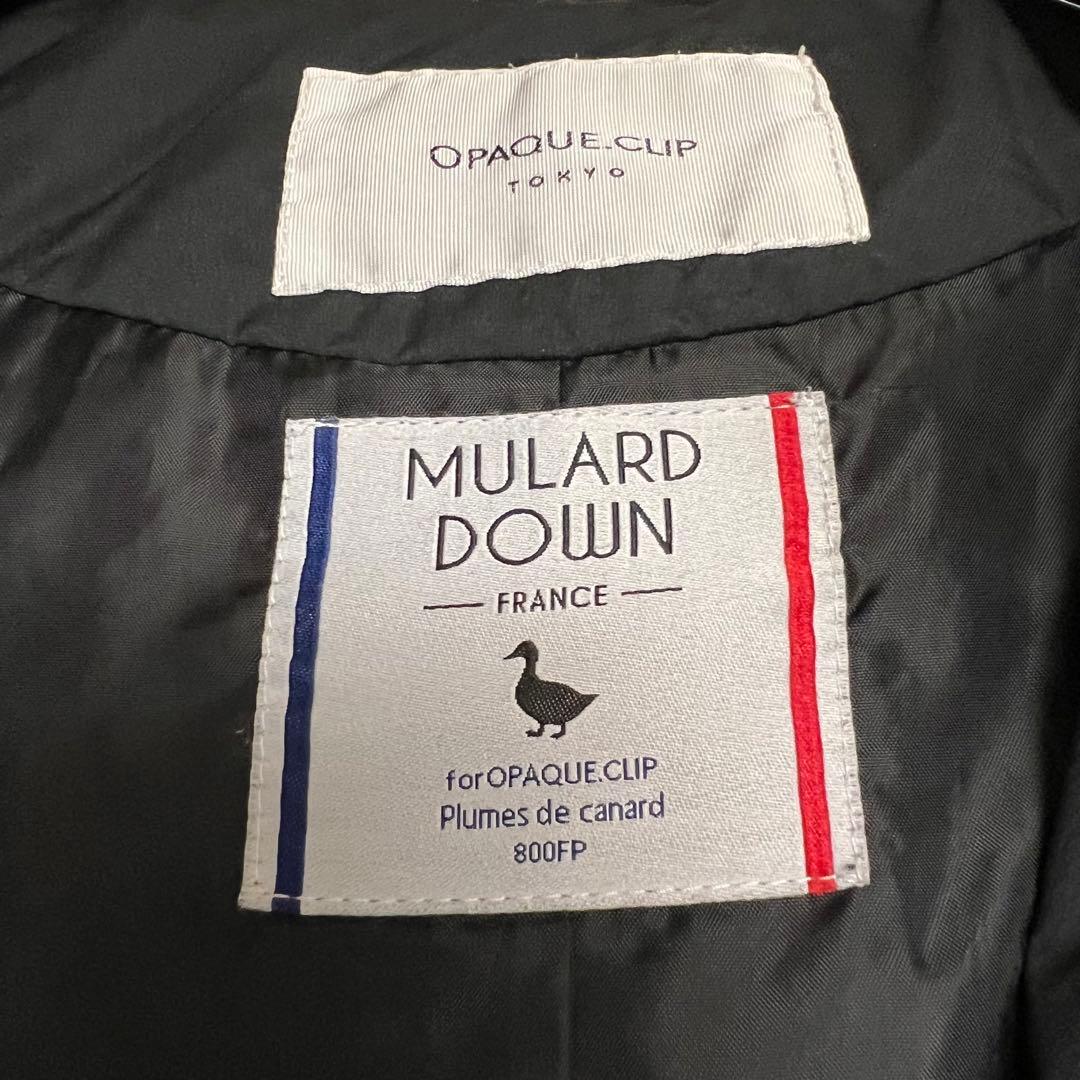 OPAQUE.CLIP
TOKYO
MULARD
DOWN
FRANCE
forOPAQUE.CLIP
Plumes de canard
800FP